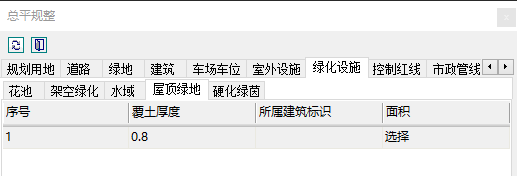 总平规整
规划用地 道路 绿地 建筑 车场车位 室外设施 绿化设施 控制红线 市政管线
花池 架空绿化 水域 屋顶绿地 硬化绿茵
序号 覆土厚度 所属建筑标识 面积
1 0.8 选择